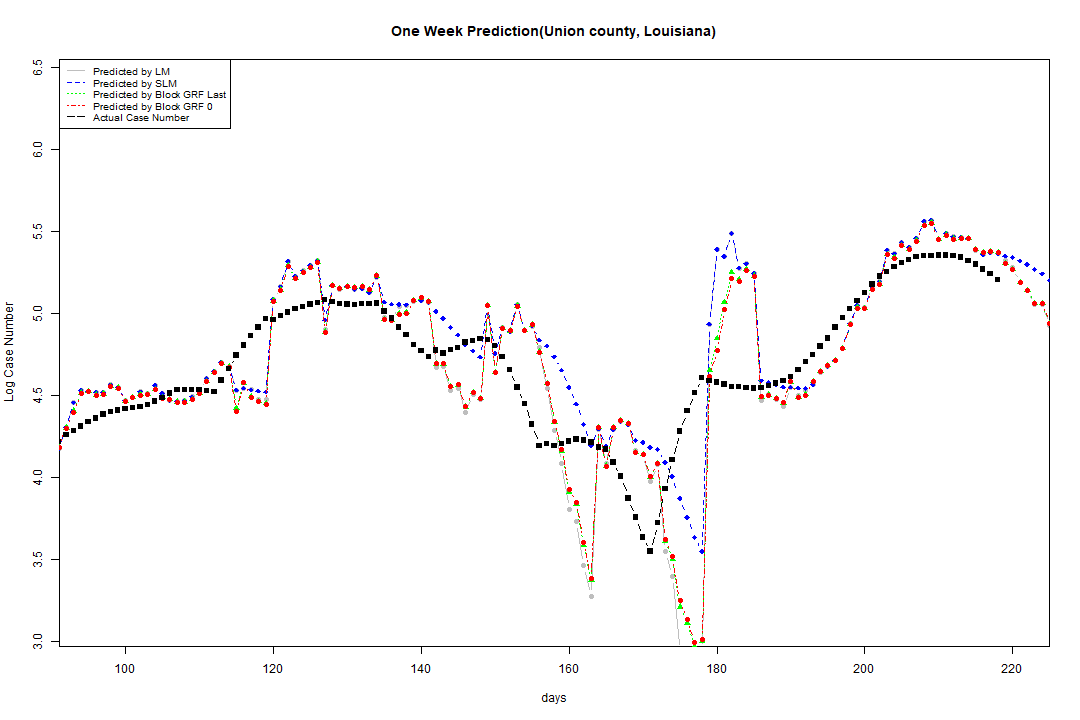 One Week Prediction(Union county, Louisiana)
Predicted by LM
Predicted by SLM
Predicted by Block GRF Last
Predicted by Block GRF 0
Actual Case Number
6.5
6.0
5.5
5.0
4.5
4.0
3.5
3.0
Log Case Number
100 120 140 160 180 200 220
days